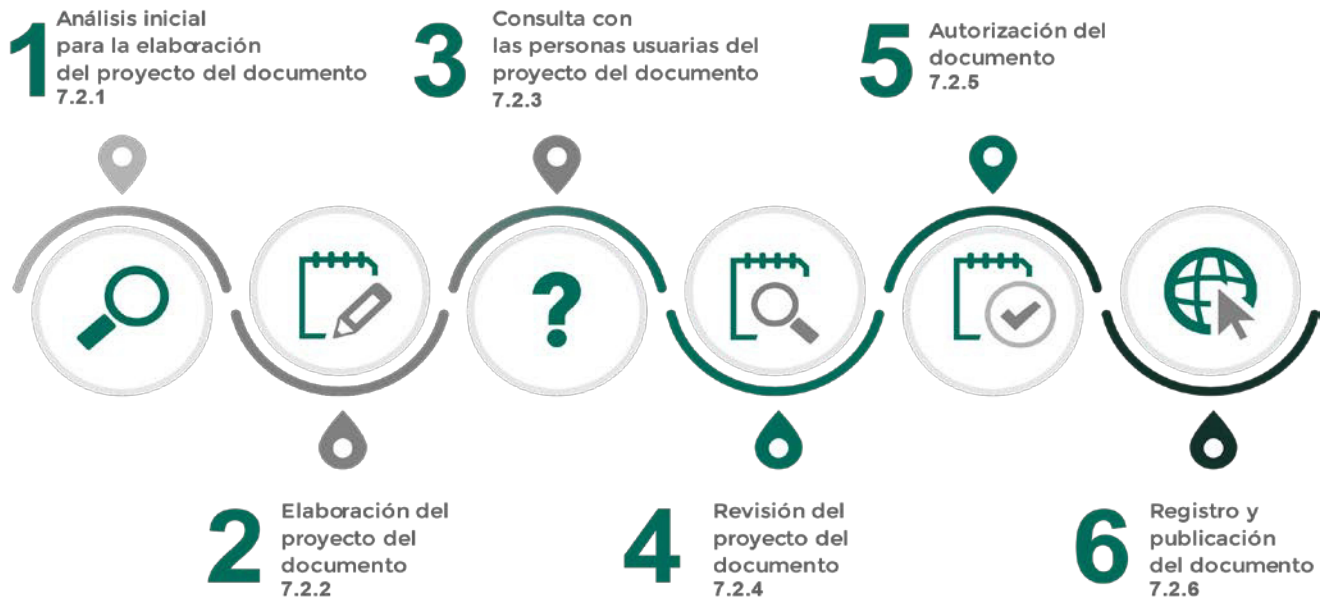 1
Análisis inicial
para la elaboración
del proyecto del documento
7.2.1
2
Elaboración del
proyecto del
documento
7.2.2
3
Consulta con
las personas usuarias del
proyecto del documento
7.2.3
4
Revisión del
proyecto del
documento
7.2.4
5
Autorización del
documento
7.2.5
6
Registro y
publicación
del documento
7.2.6